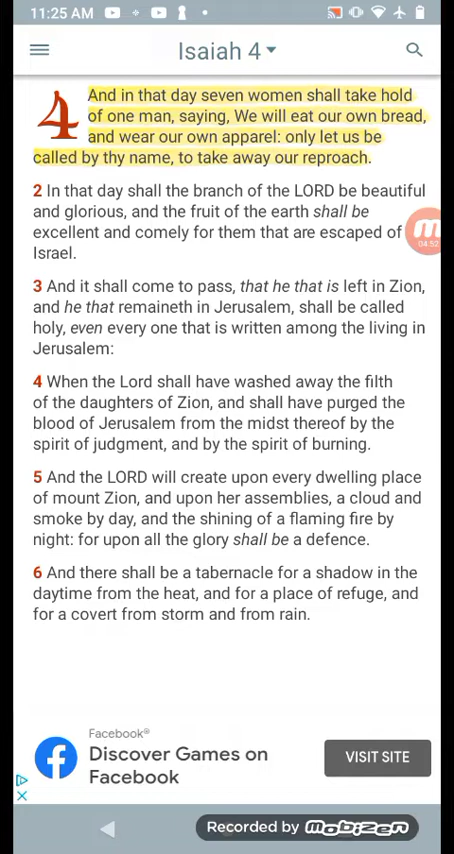 11:25 AM
Isaiah 4
4 And in that day seven women shall take hold
of one man, saying, We will eat our own bread,
and wear our own apparel: only let us be
called by thy name, to take away our reproach.
2 In that day shall the branch of the LORD be beautiful
and glorious, and the fruit of the earth shall be
excellent and comely for them that are escaped of
Israel.
04:52
3 And it shall come to pass, that he that is left in Zion,
and he that remaineth in Jerusalem, shall be called
holy, even every one that is written among the living in
Jerusalem:
4 When the Lord shall have washed away the filth
of the daughters of Zion, and shall have purged the
blood of Jerusalem from the midst thereof by the
spirit of judgment, and by the spirit of burning.
5 And the LORD will create upon every dwelling place
of mount Zion, and upon her assemblies, a cloud and
smoke by day, and the shining of a flaming fire by
night: for upon all the glory shall be a defence.
6 And there shall be a tabernacle for a shadow in the
daytime from the heat, and for a place of refuge, and
for a covert from storm and from rain.
Facebook®
Discover Games on
Facebook
VISIT SITE
Recorded by mobizen